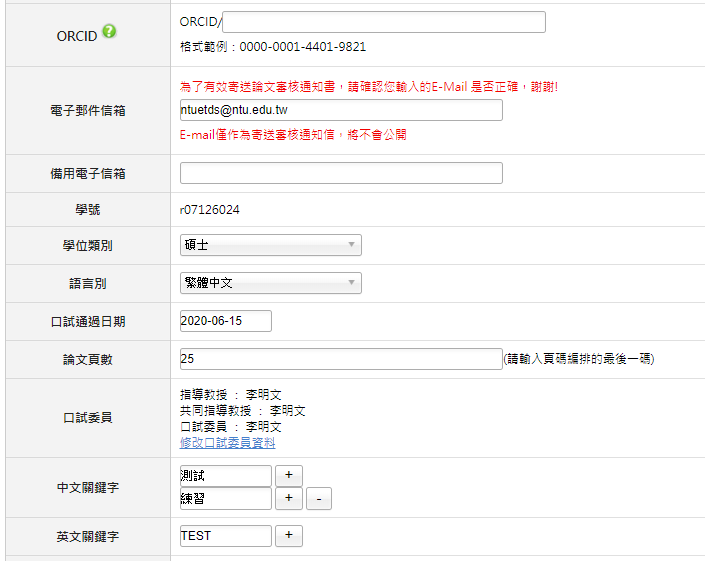 ORCID
ORCID/
格式範例：0000-0001-4401-9821
為了有效寄送論文審核通知書，請確認您輸入的E-Mail 是否正確，謝謝!
電子郵件信箱
ntuetds@ntu.edu.tw
E-mail僅作為寄送審核通知信，將不會公開
備用電子信箱
學號
r07126024
學位類別
碩士
語言別
繁體中文
口試通過日期
2020-06-15
論文頁數
25
(請輸入頁碼編排的最後一碼)
口試委員
指導教授 ： 李明文
共同指導教授 ： 李明文
口試委員 ： 李明文
修改口試委員資料
中文關鍵字
測試 +
練習 + -
英文關鍵字
TEST +